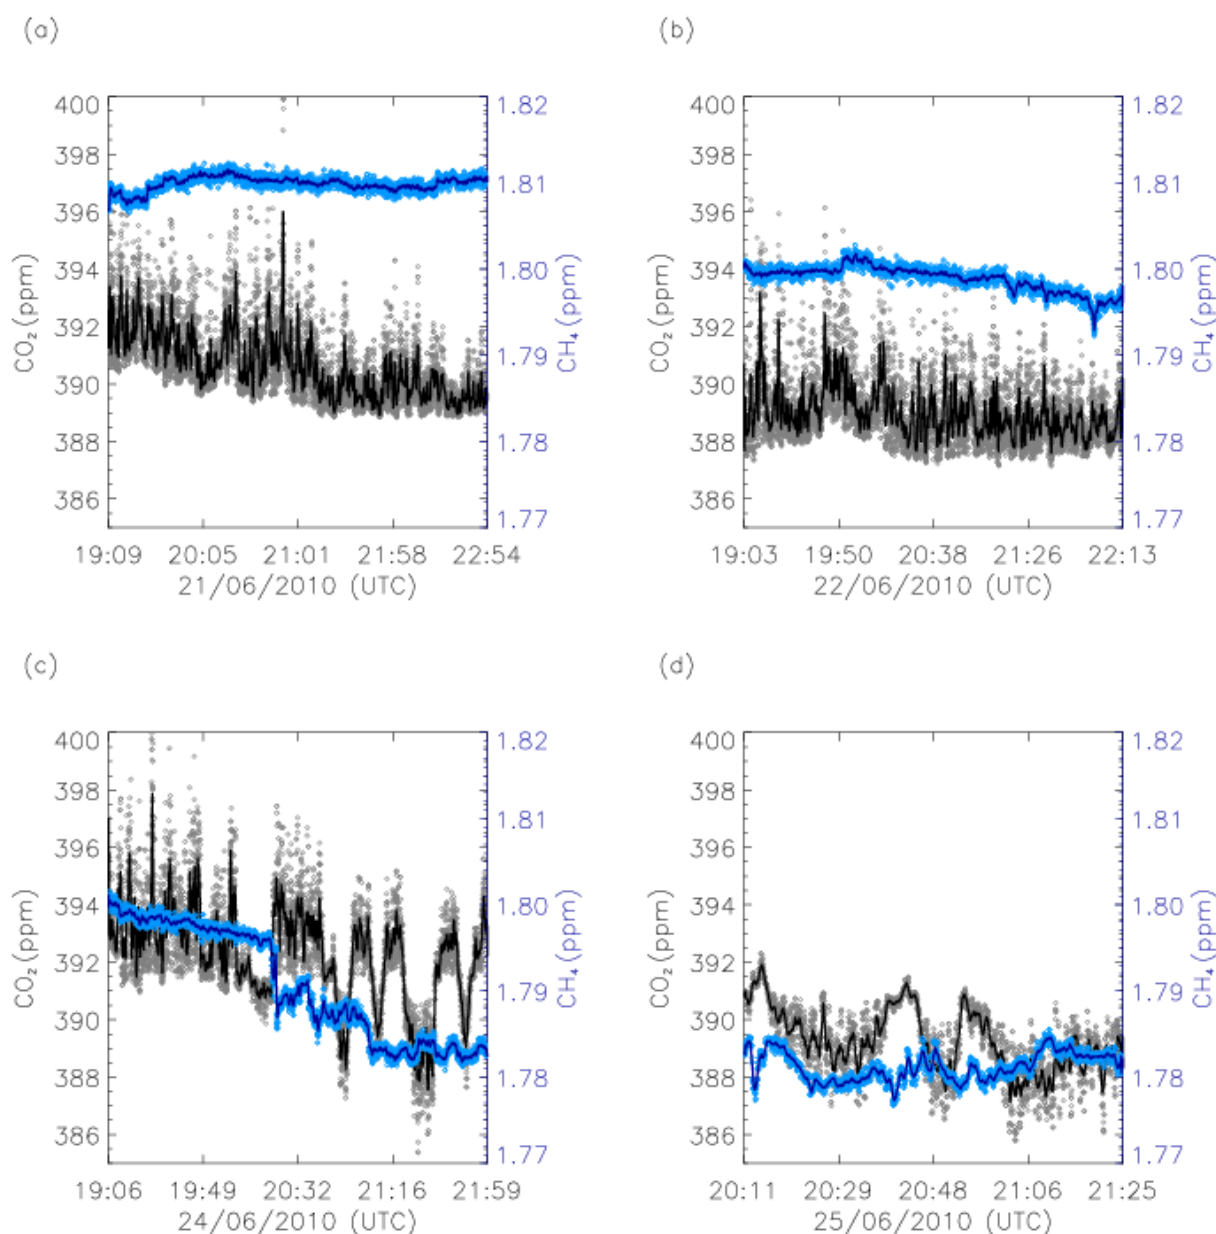 (a)
400
398
396
394
392
390
388
386
CO₂(ppm)
1.82
1.81
1.80
1.79
1.78
1.77
CH₄(ppm)
19:09 20:05 21:01 21:58 22:54
21/06/2010 (UTC)
(b)
400
398
396
394
392
390
388
386
CO₂(ppm)
1.82
1.81
1.80
1.79
1.78
1.77
CH₄(ppm)
19:03 19:50 20:38 21:26 22:13
22/06/2010 (UTC)
(c)
400
398
396
394
392
390
388
386
CO₂(ppm)
1.82
1.81
1.80
1.79
1.78
1.77
CH₄(ppm)
19:06 19:49 20:32 21:16 21:59
24/06/2010 (UTC)
(d)
400
398
396
394
392
390
388
386
CO₂(ppm)
1.82
1.81
1.80
1.79
1.78
1.77
CH₄(ppm)
20:11 20:29 20:48 21:06 21:25
25/06/2010 (UTC)